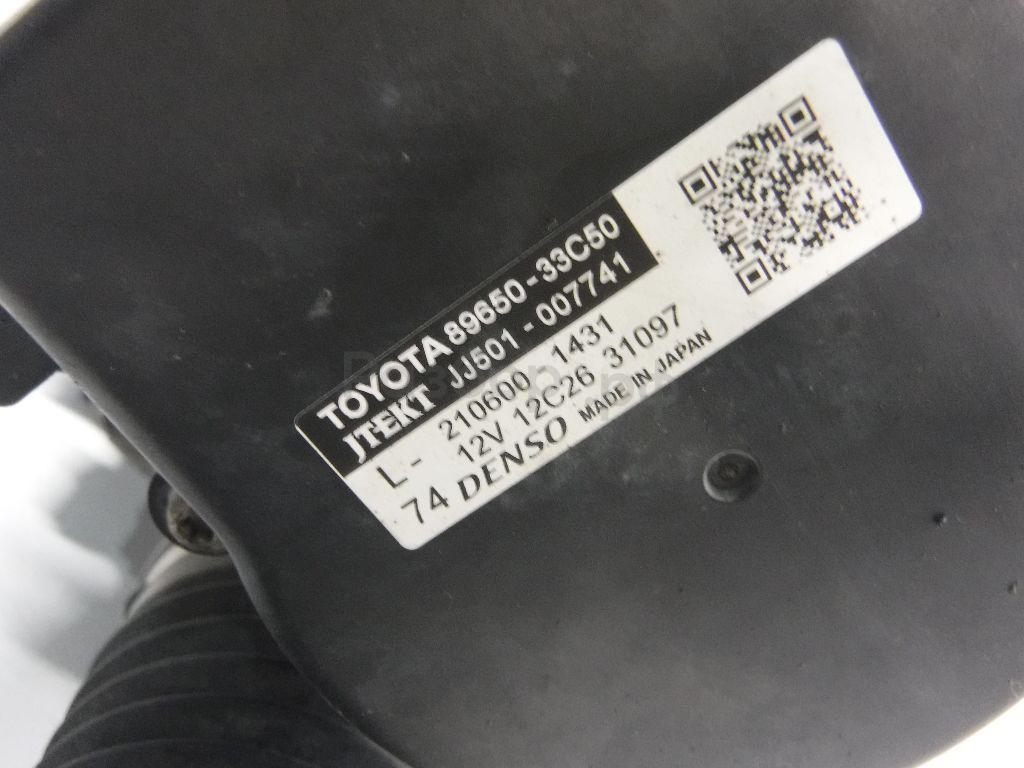 TOYOTA 89650-33C50
JTEKT JJ501-007741
L- 210600 1431
12V 12C26 31097
74 DENSO MADE IN JAPAN